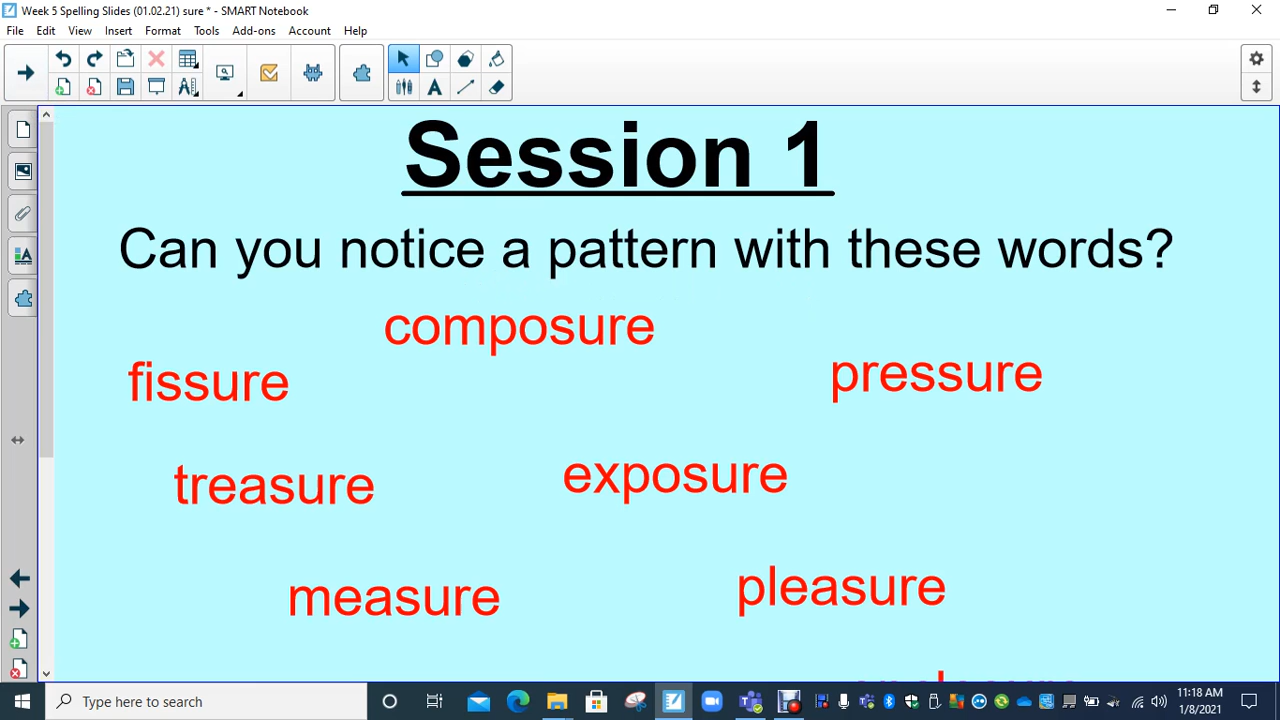 Week 5 Spelling Slides (01.02.21) sure * - SMART Notebook
File Edit View Insert Format Tools Add-ons Account Help
Session 1
Can you notice a pattern with these words?
composure
fissure
pressure
treasure
exposure
measure
pleasure
Type here to search
11:18 AM
1/8/2021